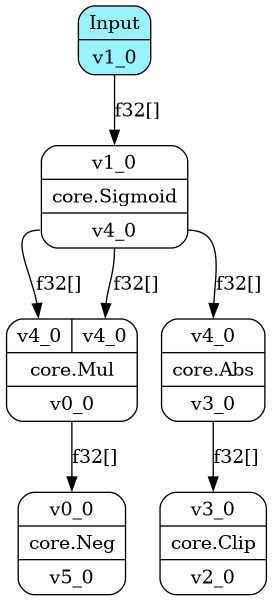 Input
v1_0
f32[]
v1_0
core.Sigmoid
v4_0
f32[] f32[] f32[]
v4_0 v4_0 v4_0
core.Mul core.Abs
v0_0 v3_0
f32[] f32[]
v0_0 v3_0
core.Neg core.Clip
v5_0 v2_0